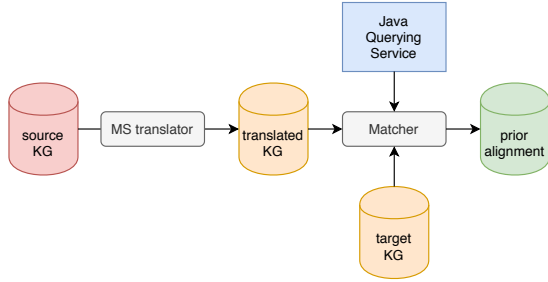 Java
Querying
Service
source
KG
MS translator
translated
KG
Matcher
prior
alignment
target
KG